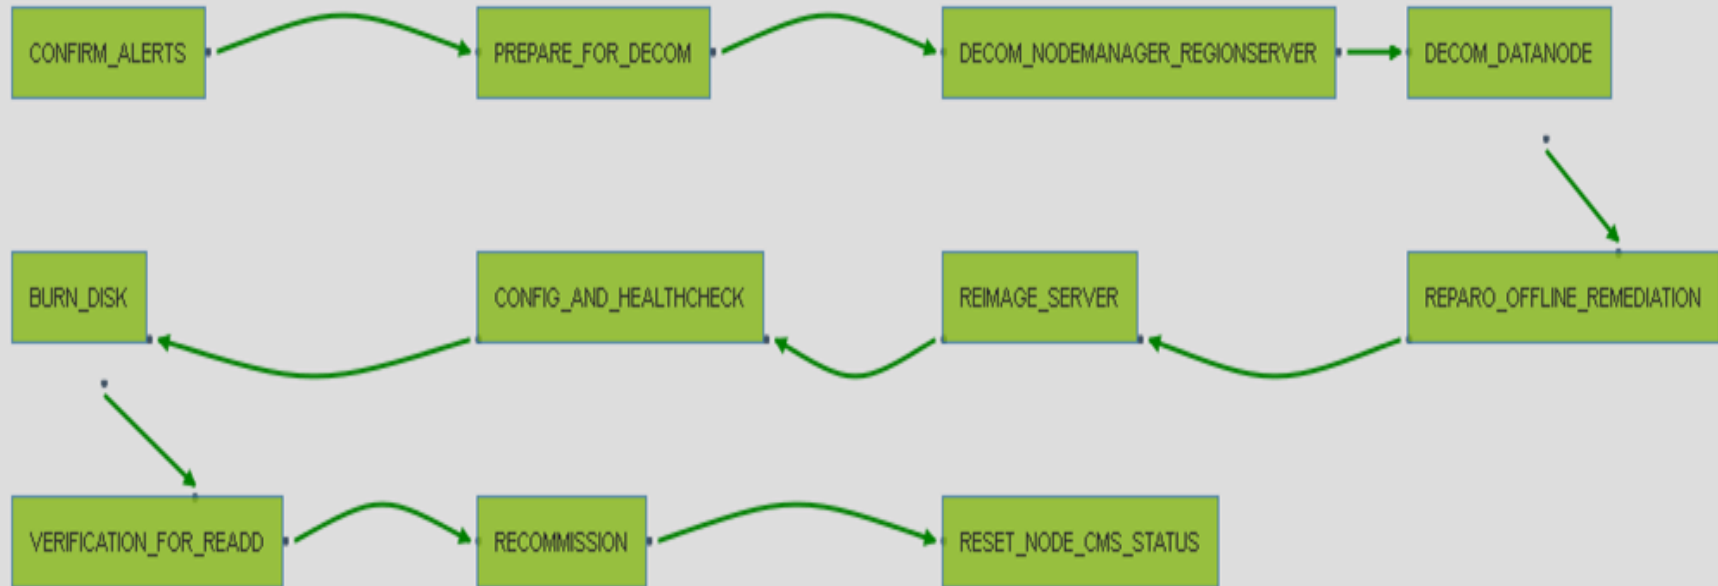 CONFIRM_ALERTS
PREPARE_FOR_DECOM
DECOM_NODEMANAGER_REGIONSERVER
DECOM_DATANODE
REPARO_OFFLINE_REMEDIATION
REIMAGE_SERVER
CONFIG_AND_HEALTHCHECK
BURN_DISK
VERIFICATION_FOR_READD
RECOMMISSION
RESET_NODE_CMS_STATUS